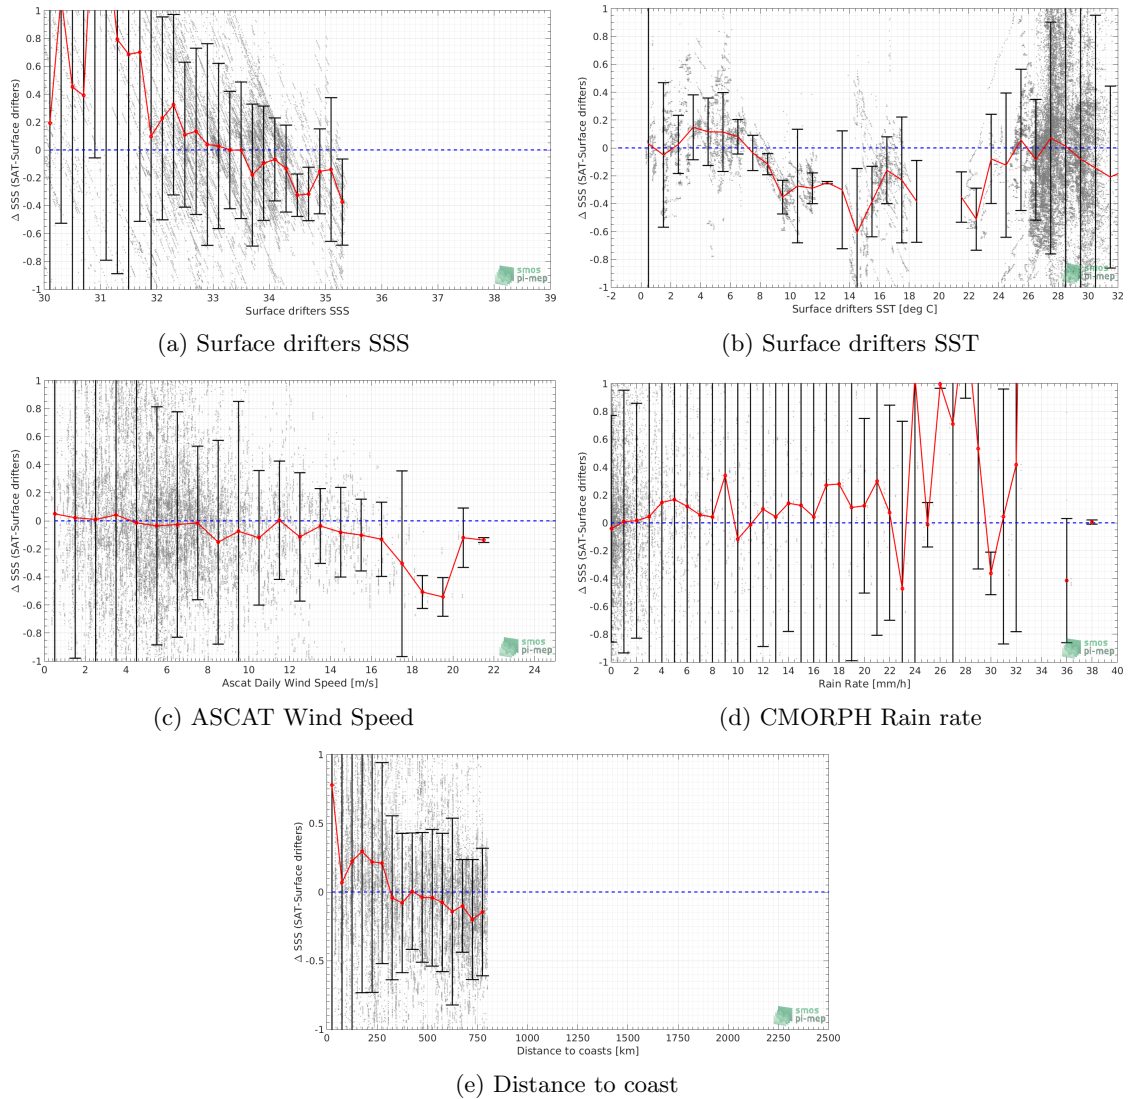 Δ SSS (SAT-Surface drifters)
1
0.8
0.6
0.4
0.2
0
-0.2
-0.4
-0.6
-0.8
-1
30 31 32 33 34 35 36 37 38 39
Surface drifters SSS
smos
pi-mep
(a) Surface drifters SSS
Δ SSS (SAT-Surface drifters)
1
0.8
0.6
0.4
0.2
0
-0.2
-0.4
-0.6
-0.8
-1
-2 0 2 4 6 8 10 12 14 16 18 20 22 24 26 28 30 32
Surface drifters SST [deg C]
smos
pi-mep
(b) Surface drifters SST
Δ SSS (SAT-Surface drifters)
1
0.8
0.6
0.4
0.2
0
-0.2
-0.4
-0.6
-0.8
-1
0 2 4 6 8 10 12 14 16 18 20 22 24
Ascat Daily Wind Speed [m/s]
smos
pi-mep
(c) ASCAT Wind Speed
Δ SSS (SAT-Surface drifters)
1
0.8
0.6
0.4
0.2
0
-0.2
-0.4
-0.6
-0.8
-1
0 2 4 6 8 10 12 14 16 18 20 22 24 26 28 30 32 34 36 38 40
Rain Rate [mm/h]
smos
pi-mep
(d) CMORPH Rain rate
Δ SSS (SAT-Surface drifters)
1
0.5
0
-0.5
-1
0 250 500 750 1000 1250 1500 1750 2000 2250 2500
Distance to coasts [km]
smos
pi-mep
(e) Distance to coast